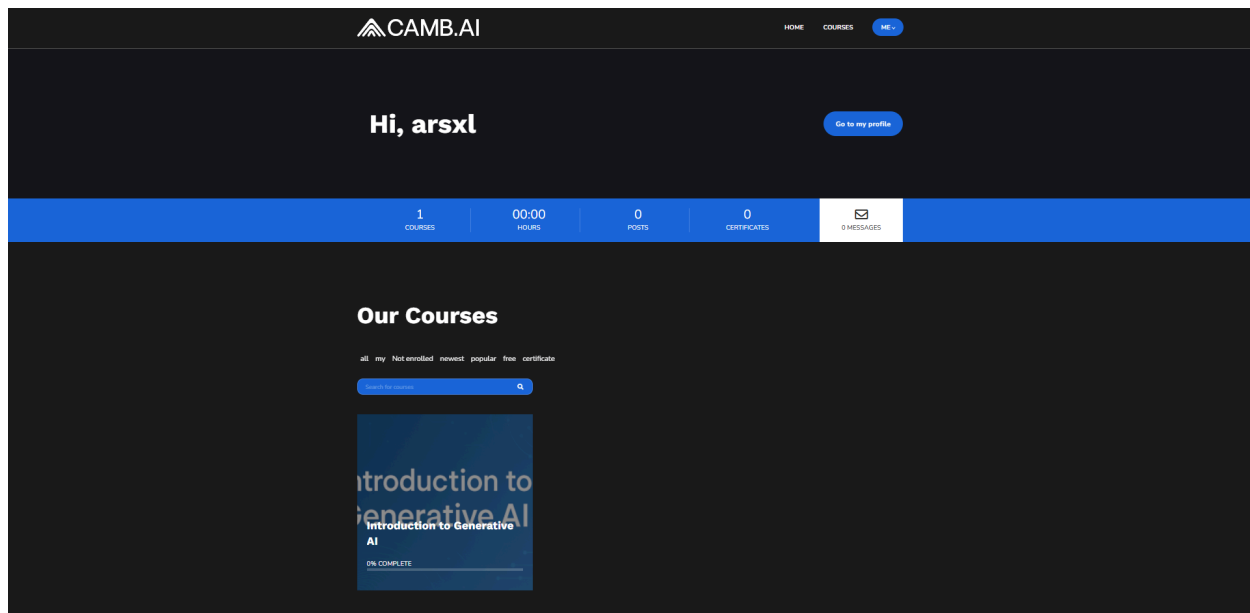 CAMB.AI
HOME COURSES ME
Hi, arsxl
Go to my profile
1 00:00 0 0
COURSES HOURS POSTS CERTIFICATES 0 MESSAGES
Our Courses
all my Not enrolled newest popular free certificate
Search for courses
ntroduction to
Generative AI
Introduction to Generative
AI
0% COMPLETE